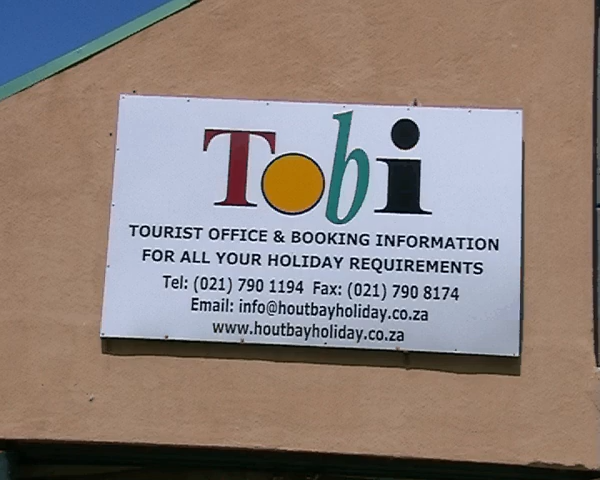 Tobi
TOURIST OFFICE & BOOKING INFORMATION
FOR ALL YOUR HOLIDAY REQUIREMENTS
Tel: (021) 790 1194 Fax: (021) 790 8174
Email: info@houtbayholiday.co.za
www.houtbayholiday.co.za